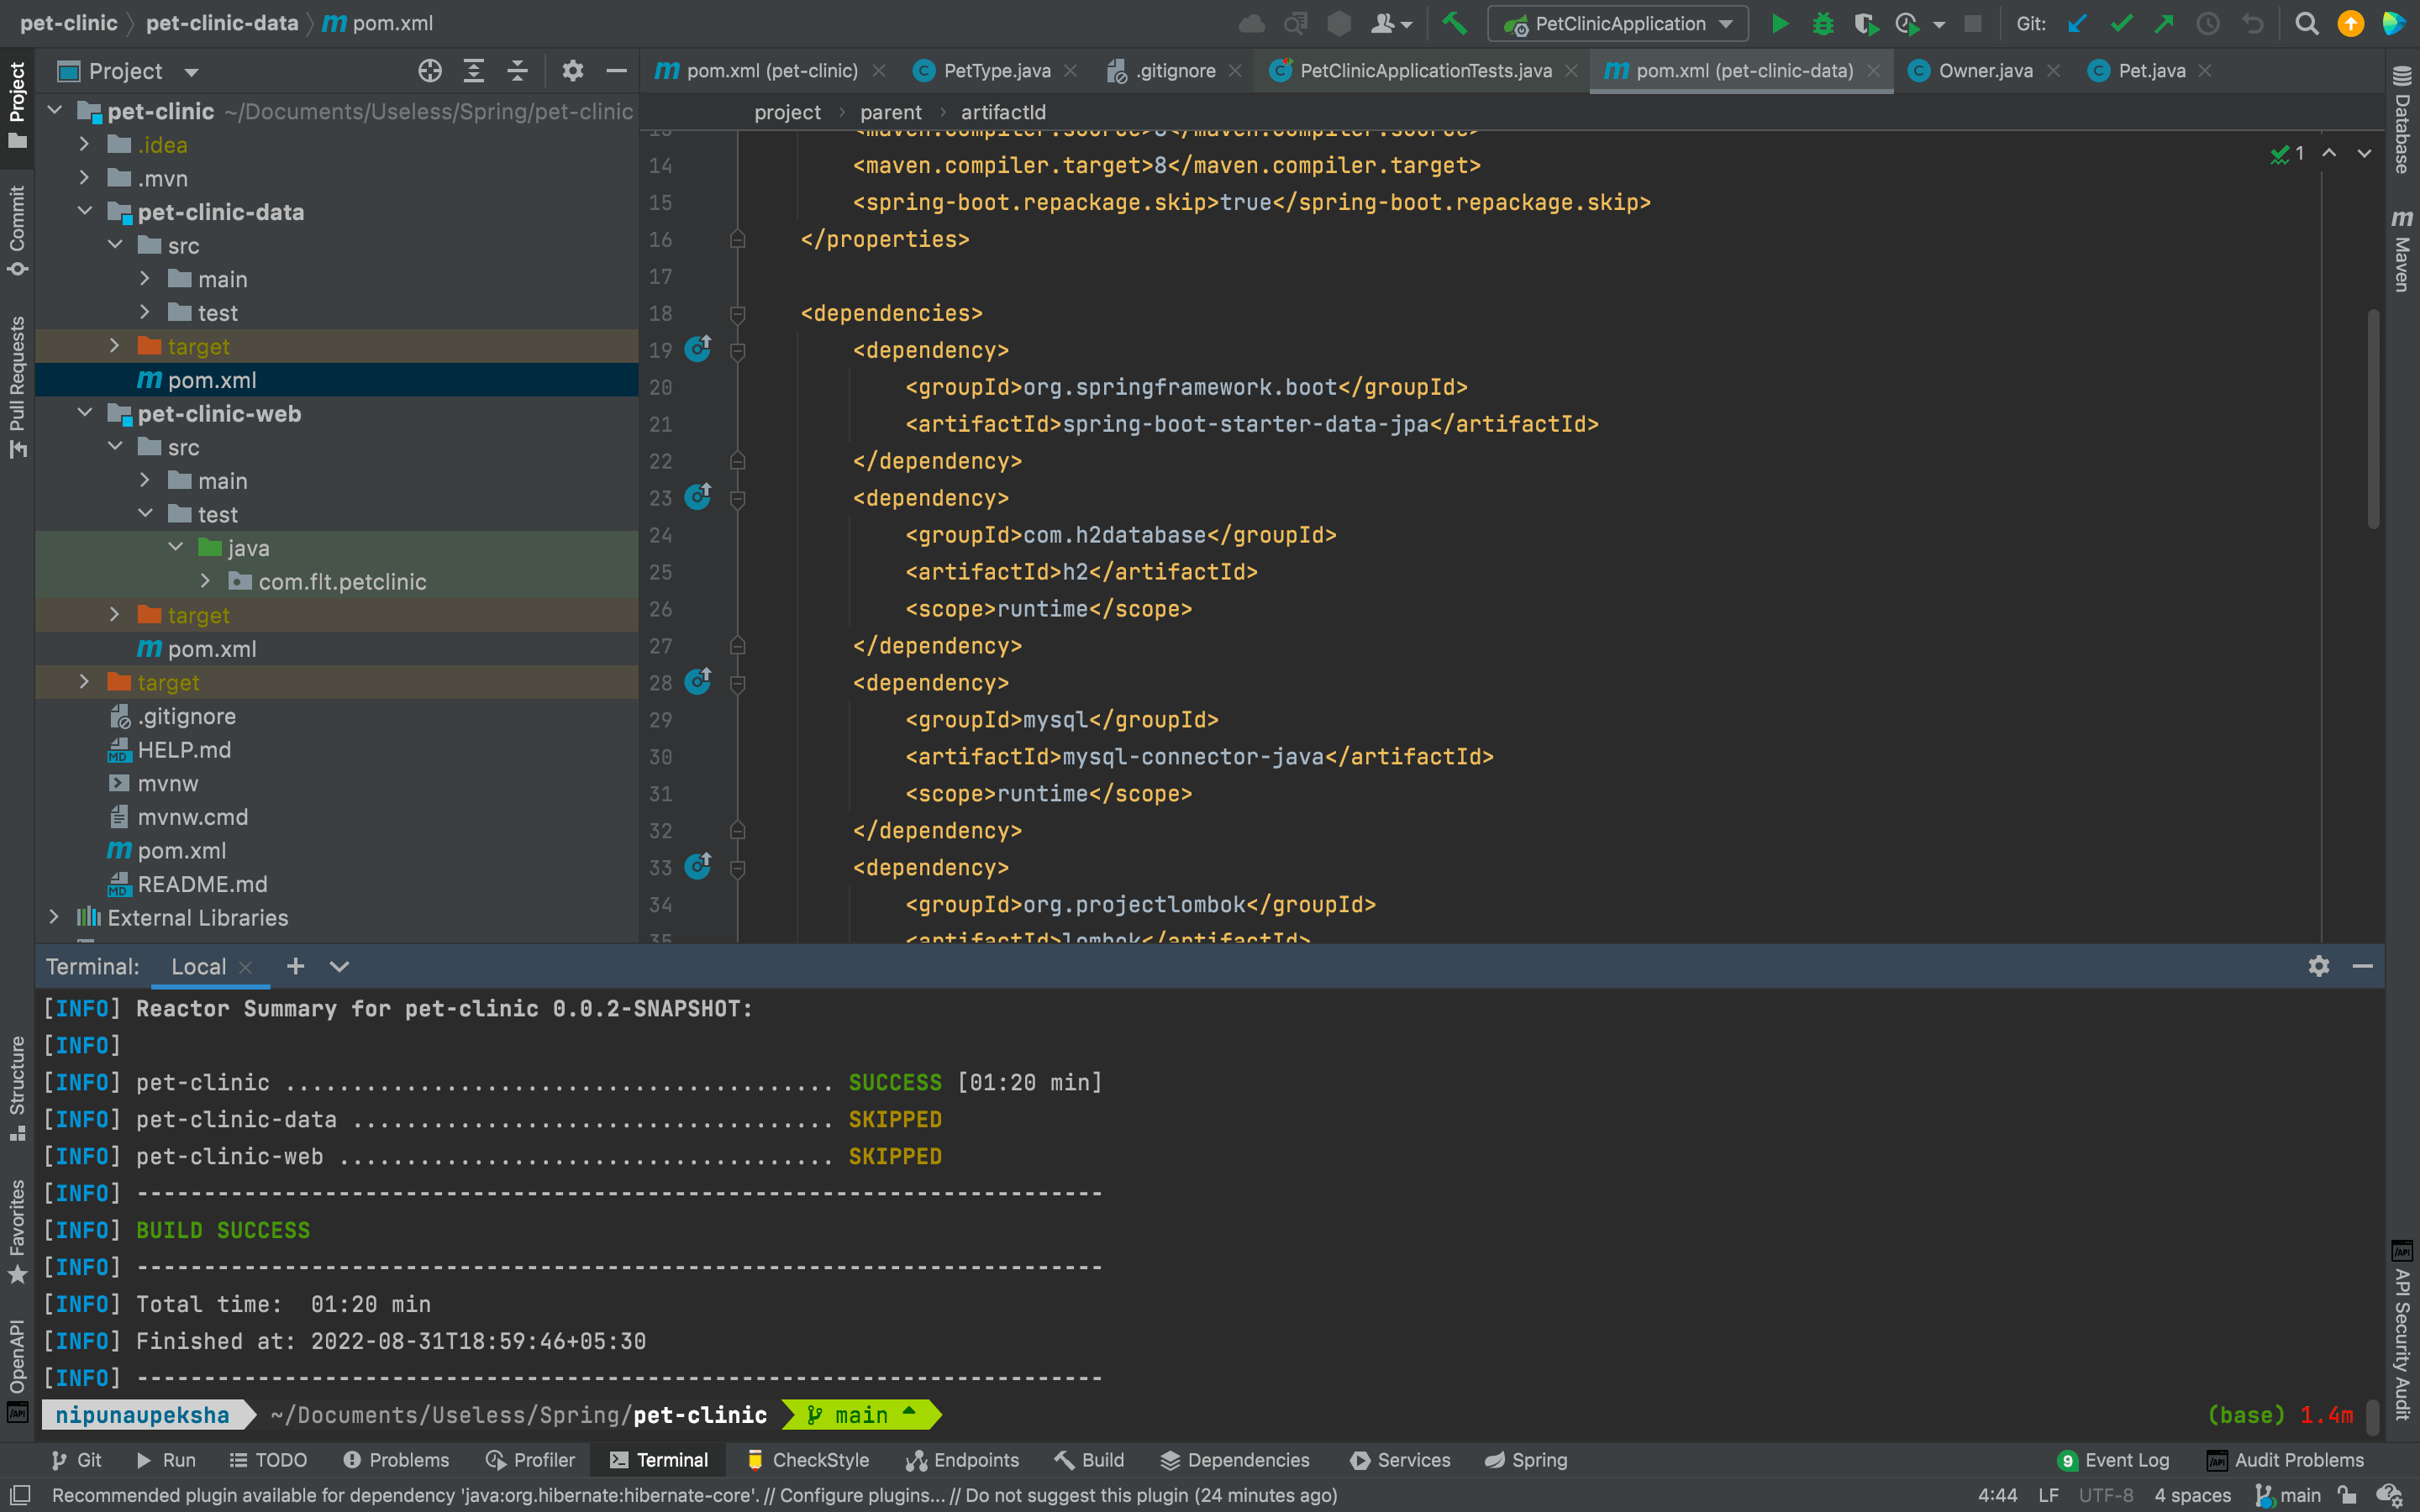 pet-clinic
pet-clinic-data
pom.xml
PetClinicApplication
Git:
Project
Project
Commit
Pull Requests
Structure
Favorites
OpenAPI
pet-clinic ~/Documents/Useless/Spring/pet-clinic
.idea
.mvn
pet-clinic-data
src
main
test
target
pom.xml
pet-clinic-web
src
main
test
java
com.flt.petclinic
target
pom.xml
target
.gitignore
HELP.md
mvnw
mvnw.cmd
pom.xml
README.md
External Libraries
pom.xml (pet-clinic)
PetType.java
.gitignore
PetClinicApplicationTests.java
pom.xml (pet-clinic-data)
Owner.java
Pet.java
project
parent
artifactId
1
<maven.compiler.source>8</maven.compiler.source>
14 <maven.compiler.target>8</maven.compiler.target>
15 <spring-boot.repackage.skip>true</spring-boot.repackage.skip>
16 </properties>
17
18 <dependencies>
19 <dependency>
20 <groupId>org.springframework.boot</groupId>
21 <artifactId>spring-boot-starter-data-jpa</artifactId>
22 </dependency>
23 <dependency>
24 <groupId>com.h2database</groupId>
25 <artifactId>h2</artifactId>
26 <scope>runtime</scope>
27 </dependency>
28 <dependency>
29 <groupId>mysql</groupId>
30 <artifactId>mysql-connector-java</artifactId>
31 <scope>runtime</scope>
32 </dependency>
33 <dependency>
34 <groupId>org.projectlombok</groupId>
35 <artifactId>lombok</artifactId>
Database
Maven
API Security Audit
Terminal:
Local
[INFO] Reactor Summary for pet-clinic 0.0.2-SNAPSHOT:
[INFO]
[INFO] pet-clinic ......................................... SUCCESS [01:20 min]
[INFO] pet-clinic-data .................................... SKIPPED
[INFO] pet-clinic-web ..................................... SKIPPED
[INFO] ------------------------------------------------------------------------
[INFO] BUILD SUCCESS
[INFO] ------------------------------------------------------------------------
[INFO] Total time:  01:20 min
[INFO] Finished at: 2022-08-31T18:59:46+05:30
[INFO] ------------------------------------------------------------------------
nipunaupeksha ~/Documents/Useless/Spring/pet-clinic main (base) 1.4m
Git
Run
TODO
Problems
Profiler
Terminal
CheckStyle
Endpoints
Build
Dependencies
Services
Spring
9 Event Log
Audit Problems
Recommended plugin available for dependency 'java:org.hibernate:hibernate-core'. // Configure plugins... // Do not suggest this plugin (24 minutes ago)
4:44
LF
UTF-8
4 spaces
main